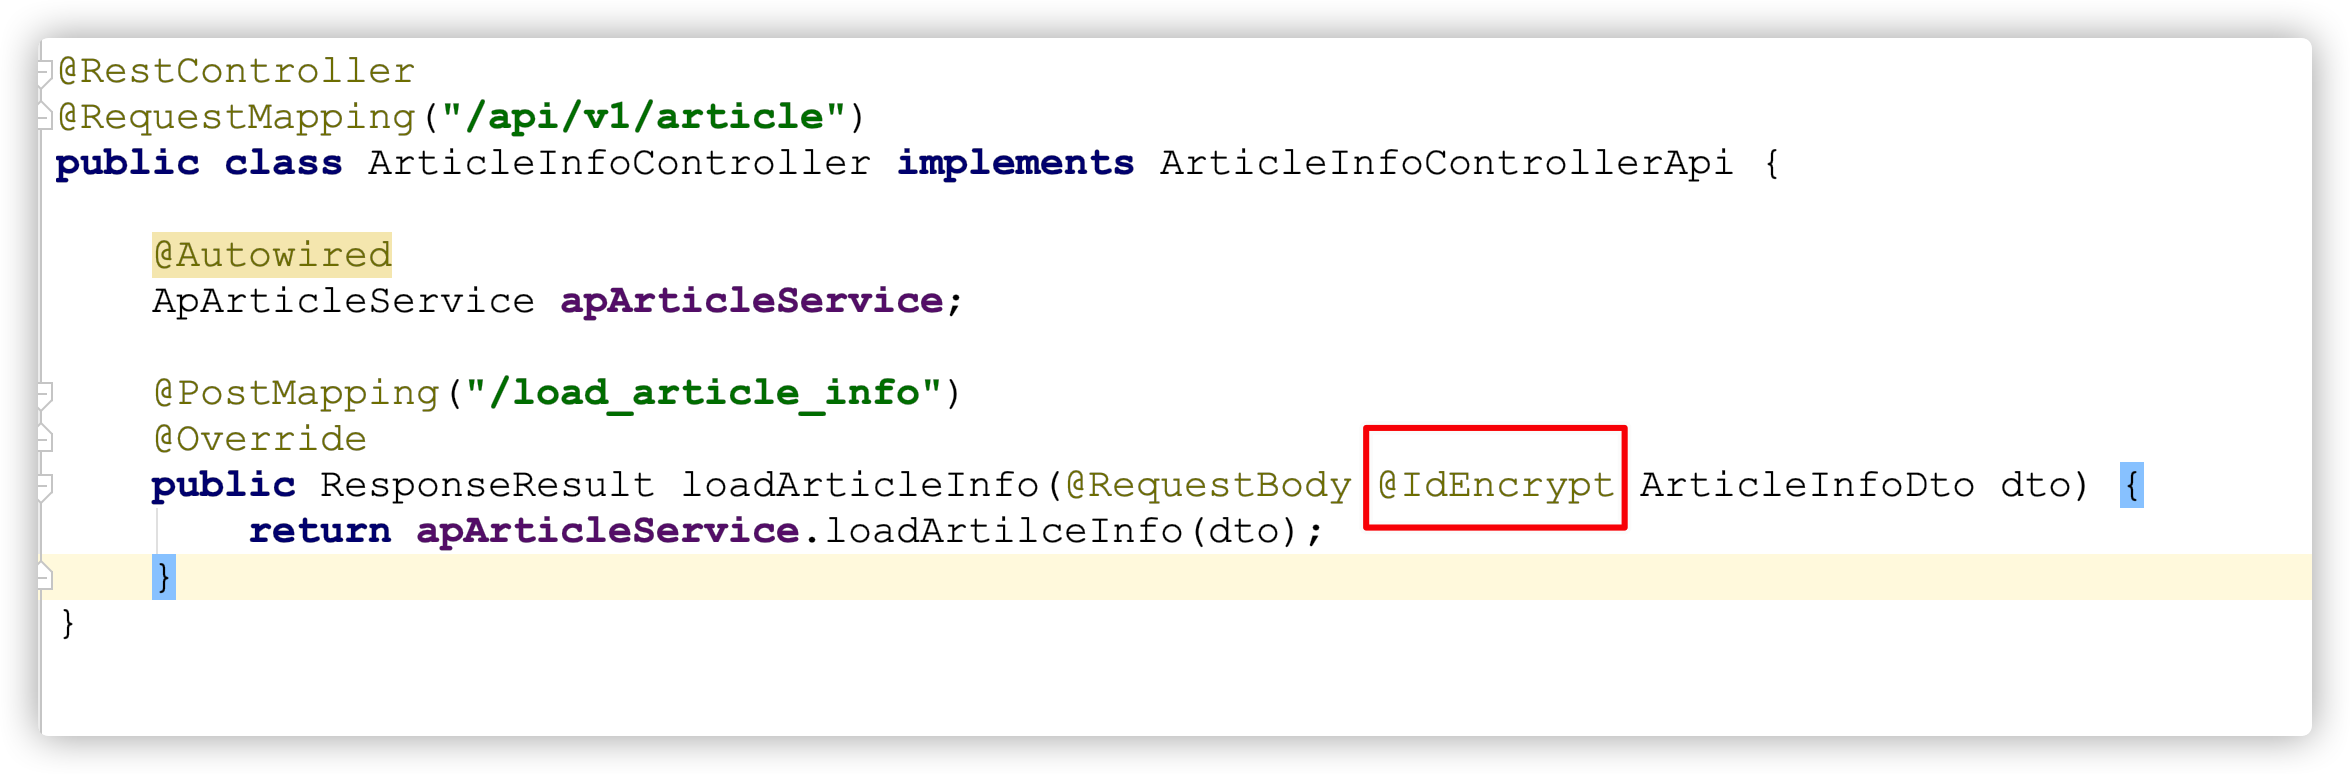 @RestController
@RequestMapping("/api/v1/article")
public class ArticleInfoController implements ArticleInfoControllerApi {
@Autowired
ApArticleService apArticleService;
@PostMapping("/load_article_info")
@Override
public ResponseResult loadArticleInfo(@RequestBody @IdEncrypt ArticleInfoDto dto) {
return apArticleService.loadArtilceInfo(dto);
}
}